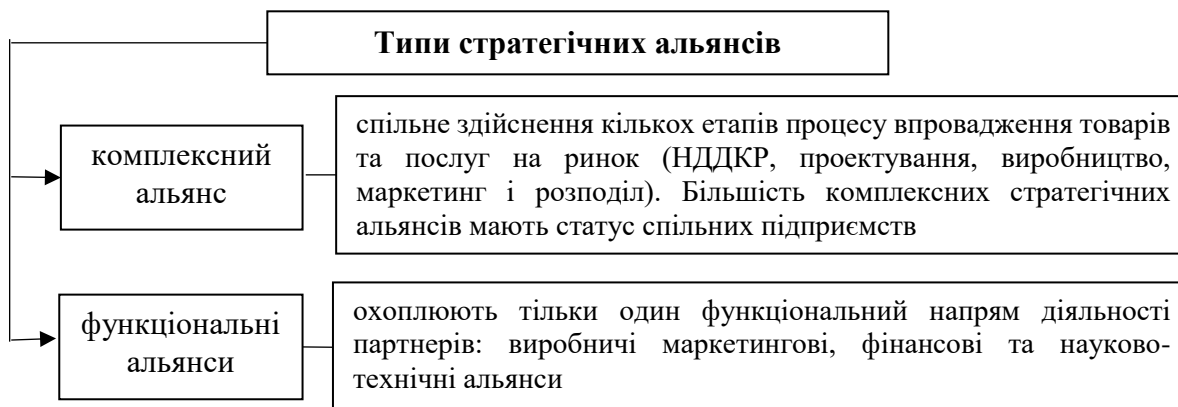 Типи стратегічних альянсів
комплексний
альянс
спільне здійснення кількох етапів процесу впровадження товарів
та послуг на ринок (НДДКР, проектування, виробництво,
маркетинг і розподіл). Більшість комплексних стратегічних
альянсів мають статус спільних підприємств
функціональні
альянси
охоплюють тільки один функціональний напрям діяльності
партнерів: виробничі маркетингові, фінансові та науково-
технічні альянси